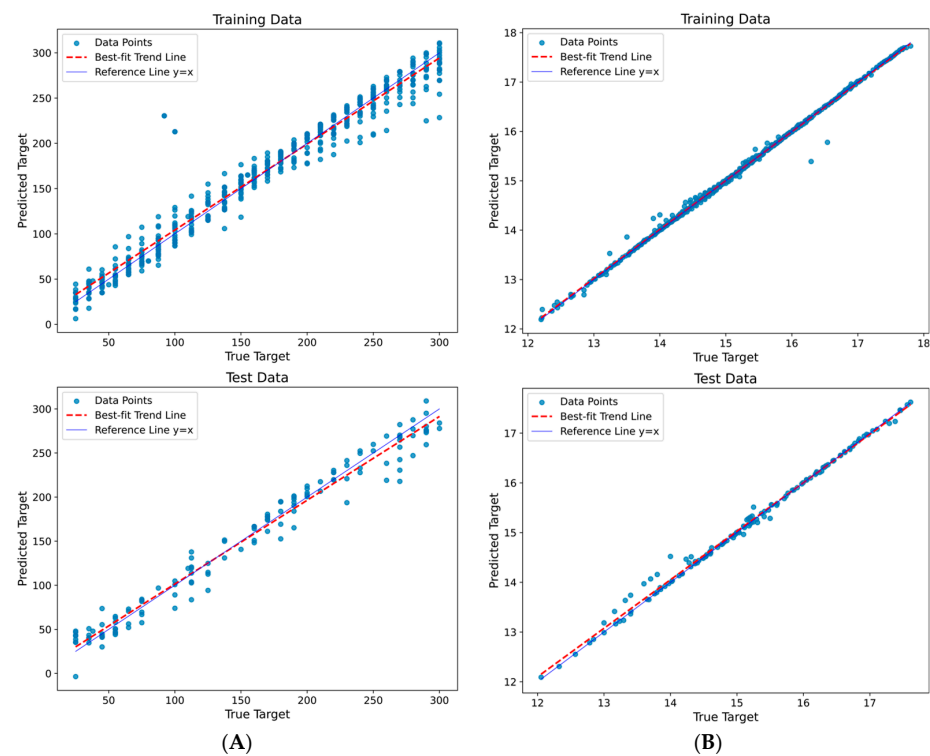 Training Data
Data Points
Best-fit Trend Line
Reference Line y=x
300
250
200
150
100
50
0
Predicted Target
50 100 150 200 250 300
True Target
Training Data
Data Points
Best-fit Trend Line
Reference Line y=x
18
17
16
15
14
13
12
Predicted Target
12 13 14 15 16 17 18
True Target
Test Data
Data Points
Best-fit Trend Line
Reference Line y=x
300
250
200
150
100
50
0
Predicted Target
50 100 150 200 250 300
True Target
Test Data
Data Points
Best-fit Trend Line
Reference Line y=x
17
16
15
14
13
12
Predicted Target
12 13 14 15 16 17
True Target
(A)
(B)